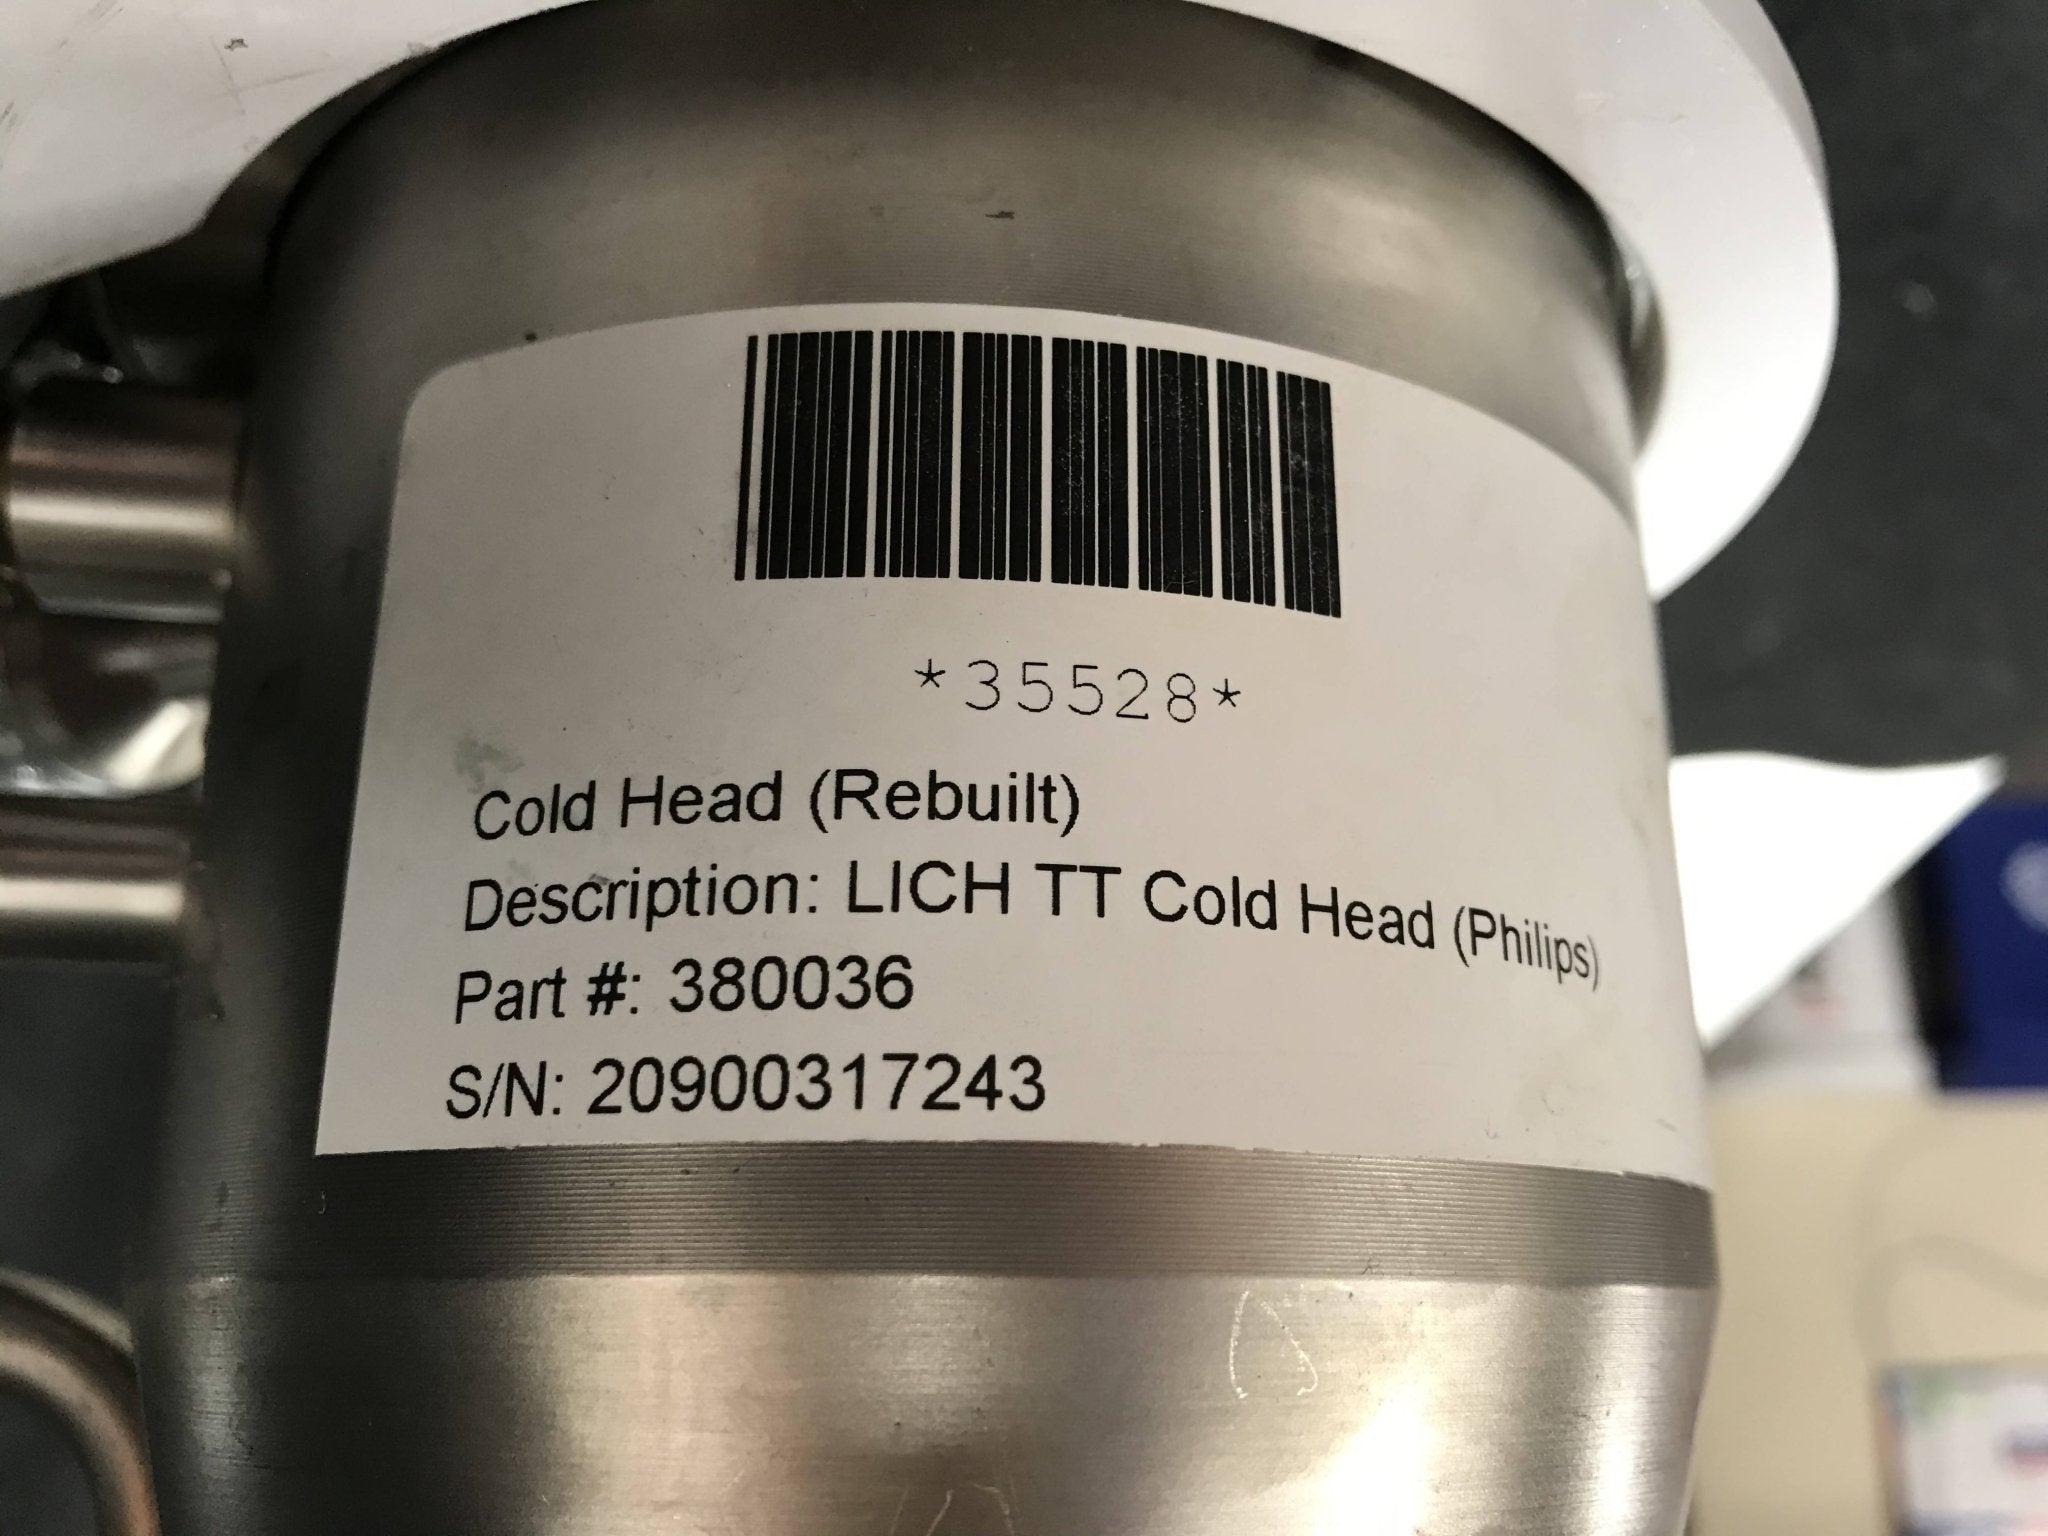 *35528*
Cold Head (Rebuilt)
Description: LICH TT Cold Head (Philips)
Part #: 380036
S/N: 20900317243